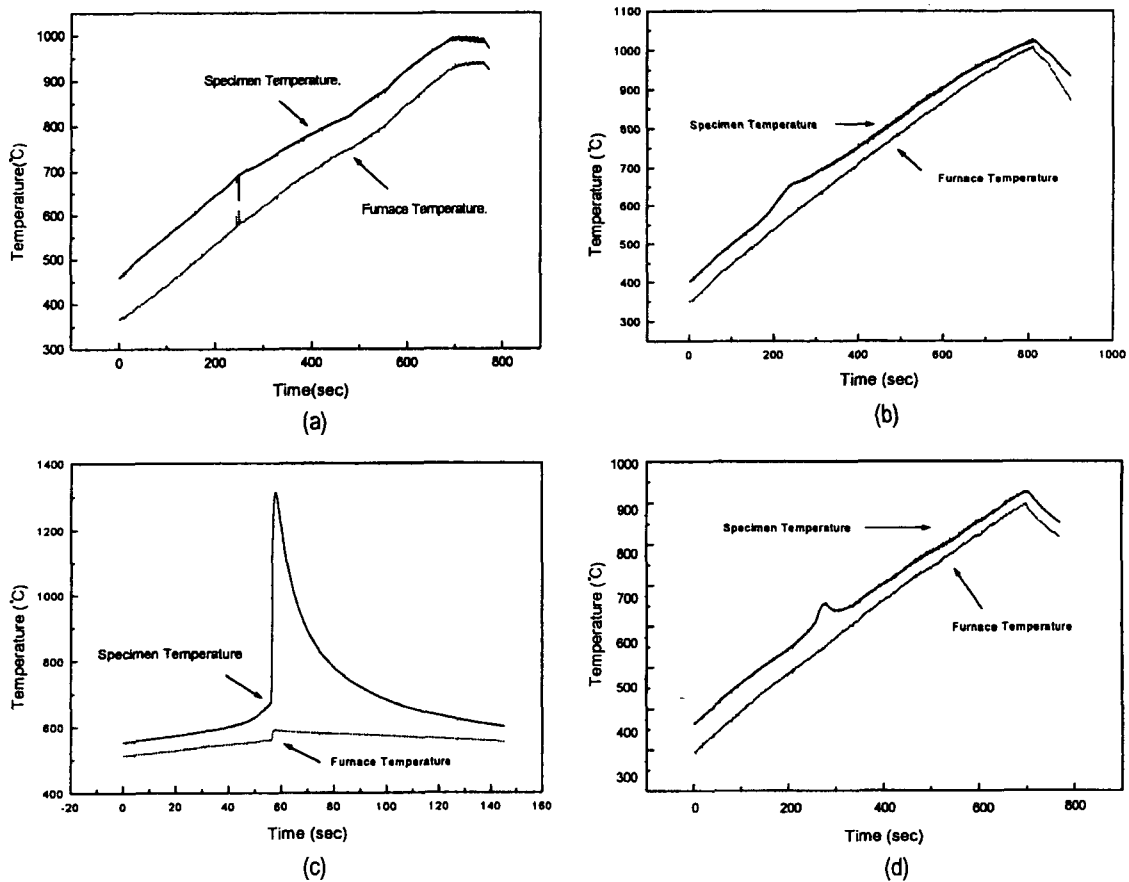 1000
900
800
700
600
500
400
300
Temperature(℃)
Specimen Temperature.
Furnace Temperature.
0 200 400 600 800
Time(sec)
(a)
1100
1000
900
800
700
600
500
400
300
Temperature (℃)
Specimen Temperature
Furnace Temperature
0 200 400 600 800 1000
Time (sec)
(b)
1400
1200
1000
800
600
400
Temperature (℃)
Specimen Temperature
Furnace Temperature
-20 0 20 40 60 80 100 120 140 160
Time (sec)
(c)
1000
900
800
700
600
500
400
300
Temperature (℃)
Specimen Temperature
Furnace Temperature
0 200 400 600 800
Time (sec)
(d)